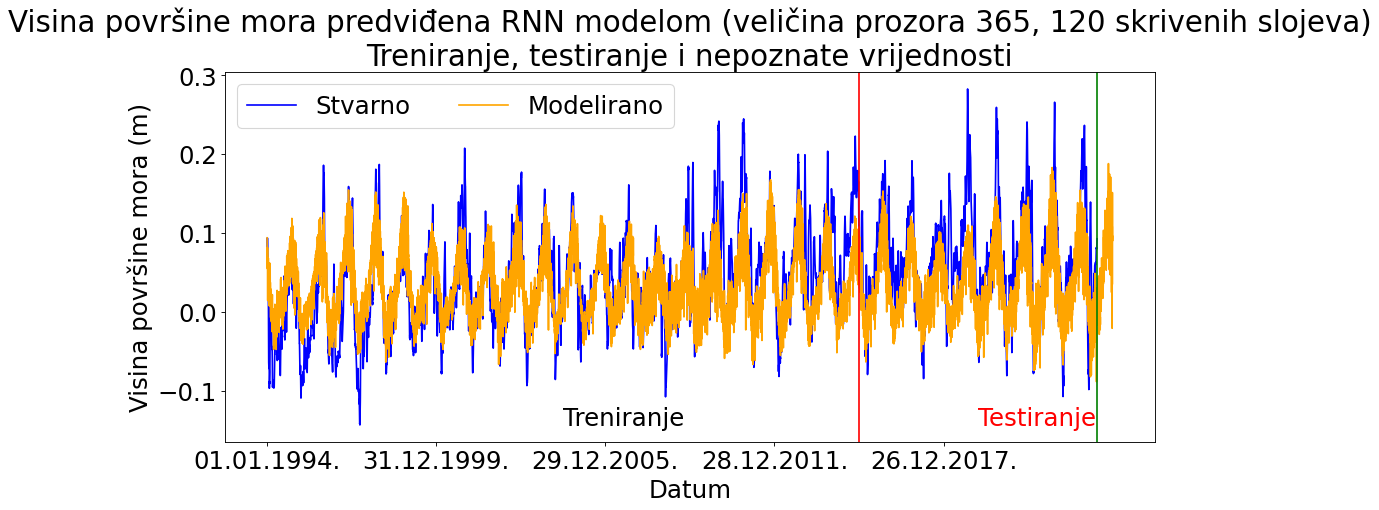 Visina površine mora predviđena RNN modelom (veličina prozora 365, 120 skrivenih slojeva)
Treniranje, testiranje i nepoznate vrijednosti
Stvarno Modelirano
Visina površine mora (m)
0.3
0.2
0.1
0.0
−0.1
Treniranje Testiranje
01.01.1994. 31.12.1999. 29.12.2005. 28.12.2011. 26.12.2017.
Datum